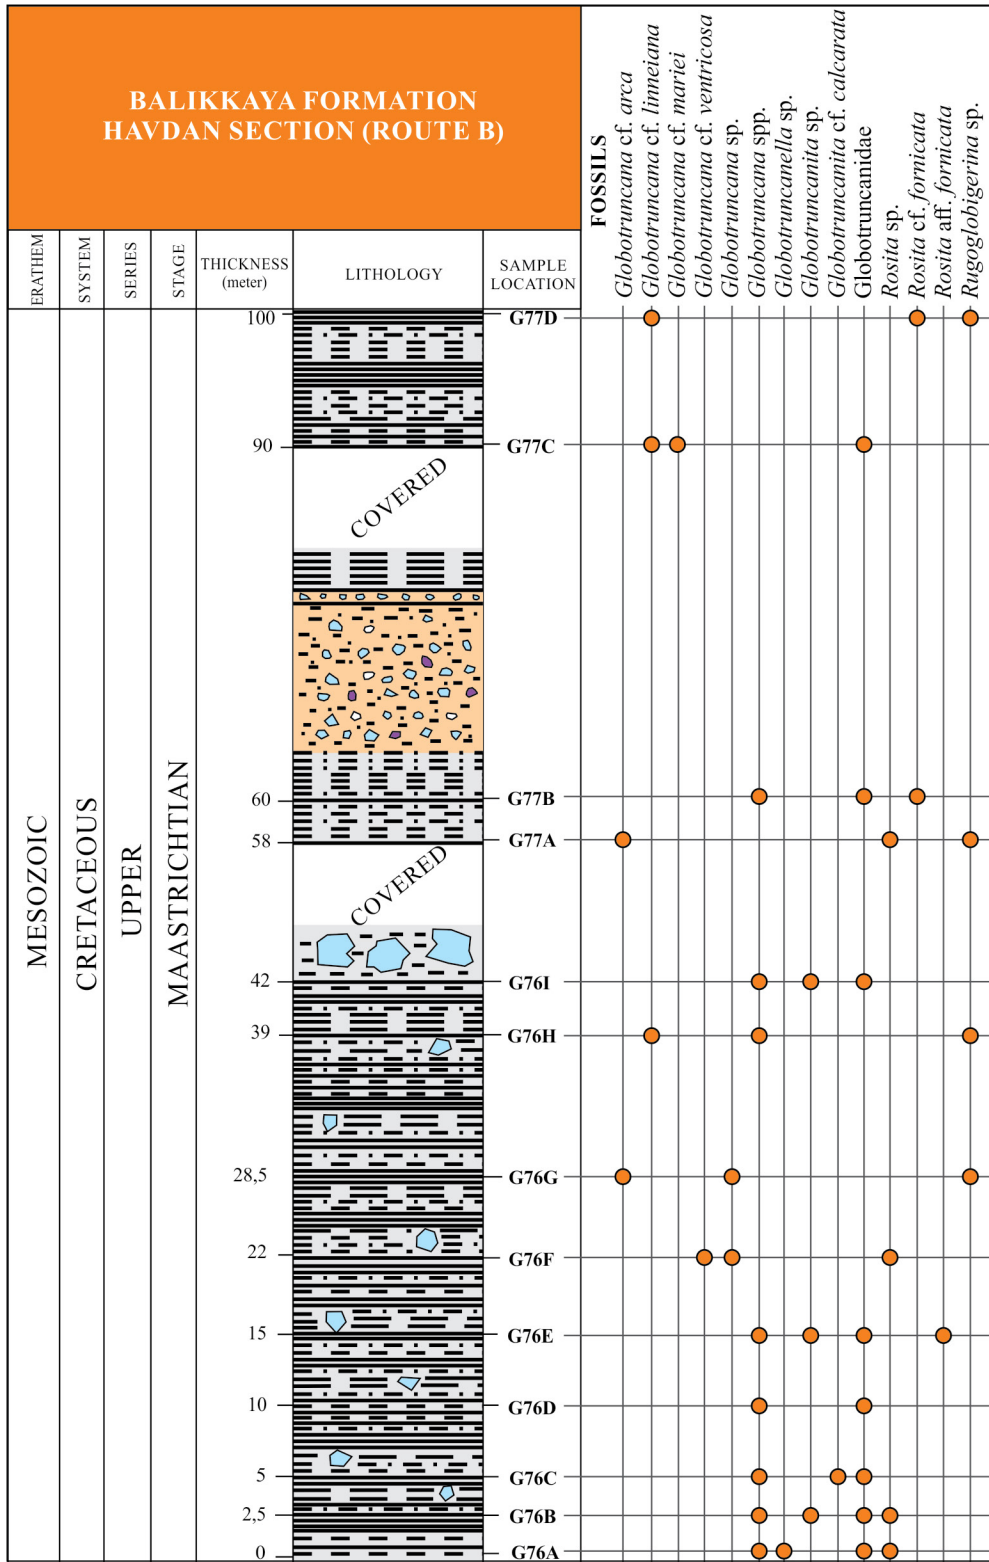 BALIKKAYA FORMATION
HAVDAN SECTION (ROUTE B)
FOSSILS
Globotruncana cf. arca
Globotruncana cf. linneiana
Globotruncana cf. mariei
Globotruncana cf. ventricosa
Globotruncana sp.
Globotruncana spp.
Globotruncanella sp.
Globotruncanita sp.
Globotruncanita cf. calcarata
Globotruncanidae
Rosita sp.
Rosita cf. fornicata
Rosita aff. fornicata
Rugoglobigerina sp.
ERATHEM
SYSTEM
SERIES
STAGE
THICKNESS
(meter)
LITHOLOGY
SAMPLE
LOCATION
MESOZOIC
CRETACEOUS
UPPER
MAASTRICHTIAN
100
G77D
90
G77C
COVERED
60
G77B
58
G77A
COVERED
42
G76I
39
G76H
28,5
G76G
22
G76F
15
G76E
10
G76D
5
G76C
2,5
G76B
0
G76A